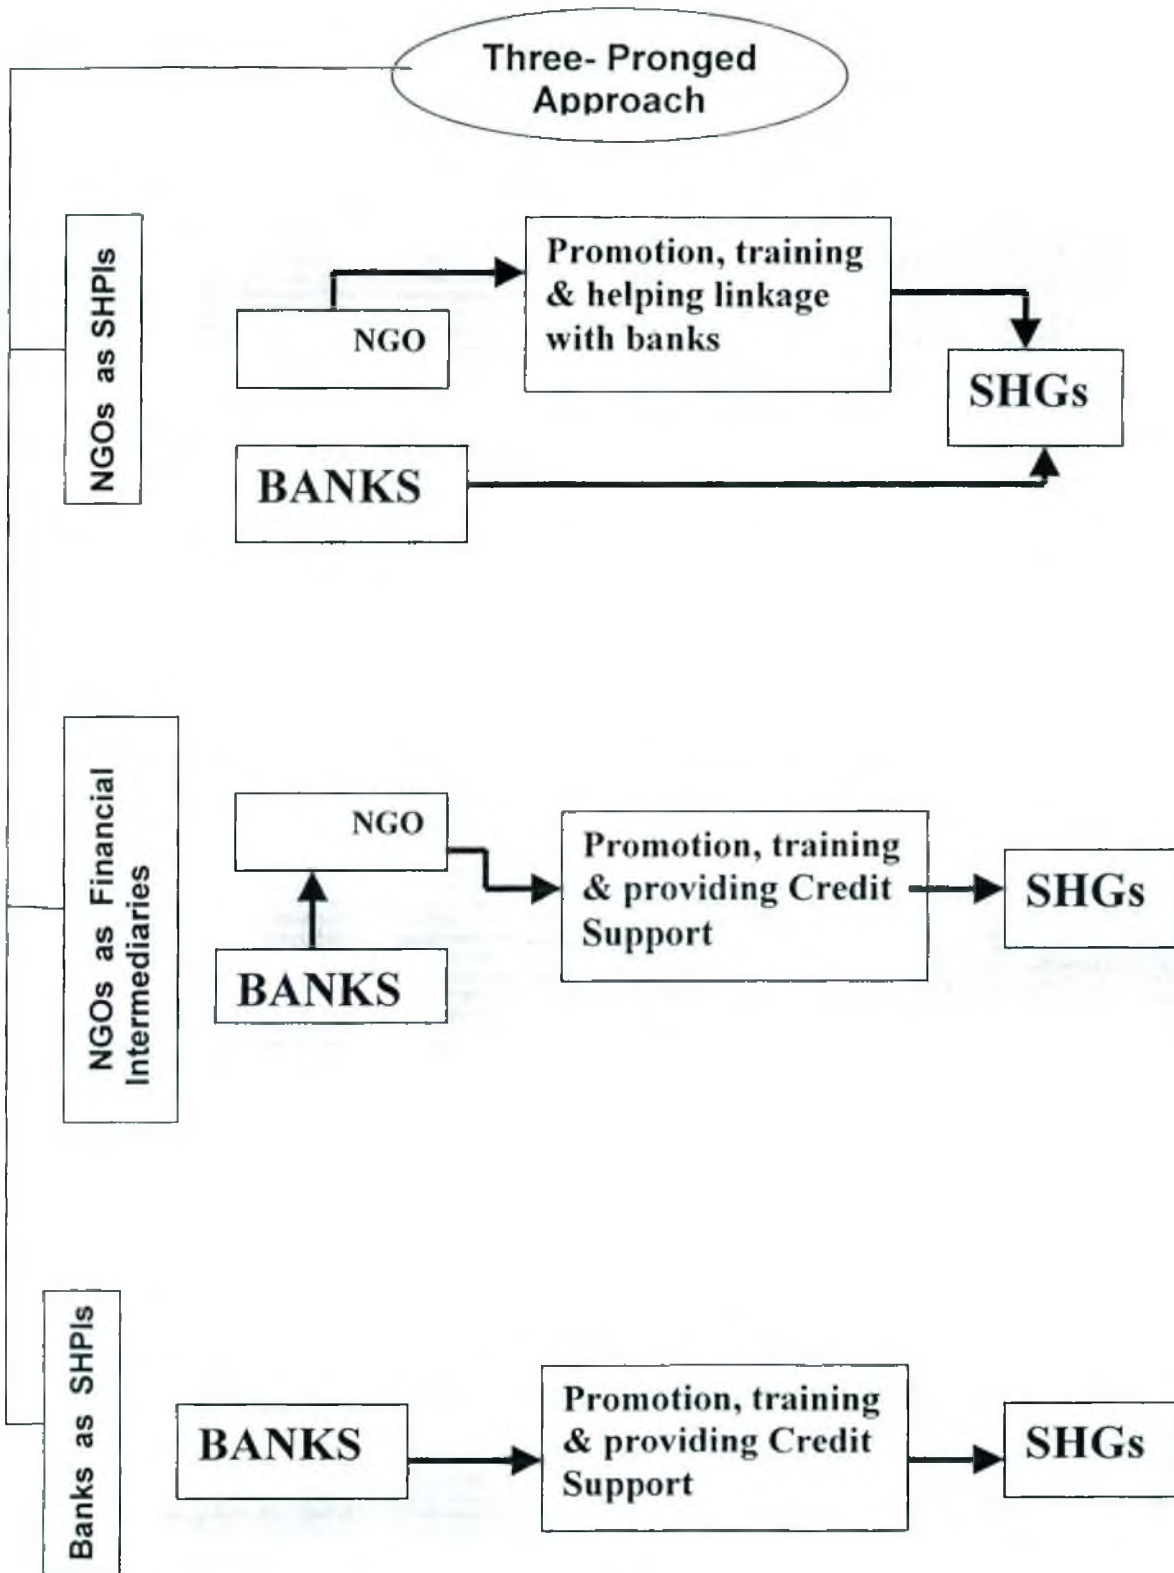 Three- Pronged
Approach
NGOs as SHPIs
NGO
Promotion, training
& helping linkage
with banks
SHGs
BANKS
NGOs as Financial
Intermediaries
NGO
Promotion, training
& providing Credit
Support
SHGs
BANKS
Banks as SHPIs
BANKS
Promotion, training
& providing Credit
Support
SHGs